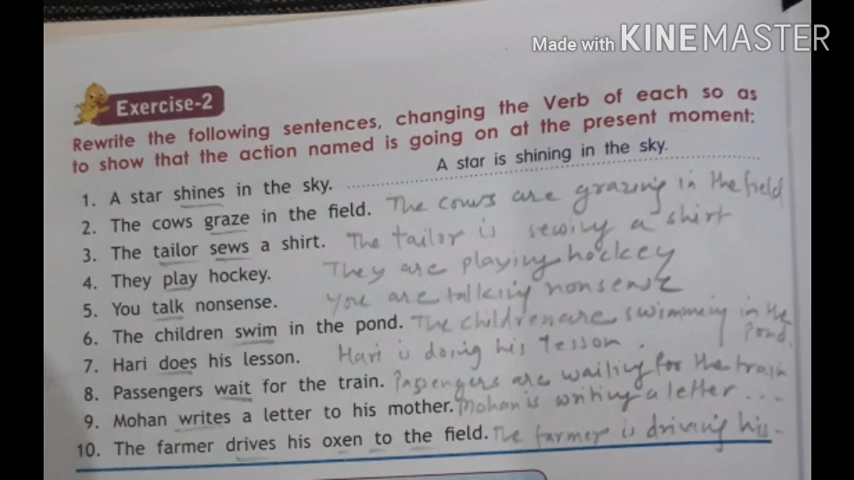 Made with KINEMASTER
Exercise-2
Rewrite the following sentences, changing the Verb of each so as
to show that the action named is going on at the present moment:
1. A star shines in the sky. .......... A star is shining in the sky.
2. The cows graze in the field. The cows are grazing in the field
3. The tailor sews a shirt. The tailor is sewing a shirt
4. They play hockey. They are playing hockey
5. You talk nonsense. You are talking nonsense
6. The children swim in the pond. The children are swimming in the pond.
7. Hari does his lesson. Hari is doing his lesson.
8. Passengers wait for the train. Passengers are waiting for the train
9. Mohan writes a letter to his mother. Mohan is writing a letter ...
10. The farmer drives his oxen to the field. The farmer is driving his -